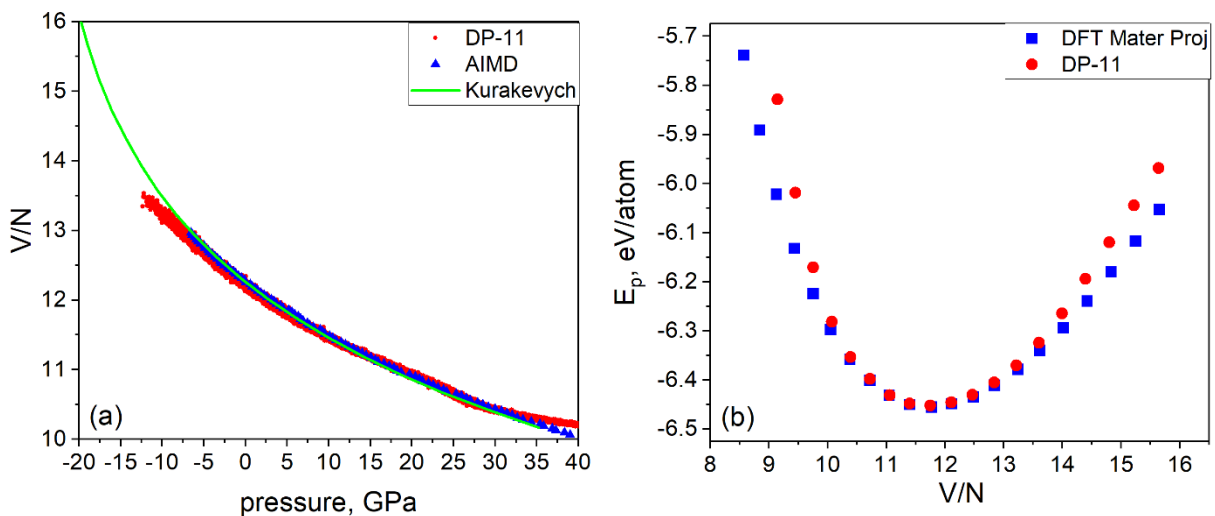 16
15
14
13
12
11
10
V/N
DP-11
AIMD
Kurakevych
(a)
-20 -15 -10 -5 0 5 10 15 20 25 30 35 40
pressure, GPa
-5.7
-5.8
-5.9
-6.0
-6.1
-6.2
-6.3
-6.4
-6.5
Eₚ, eV/atom
DFT Mater Proj
DP-11
(b)
8 9 10 11 12 13 14 15 16
V/N